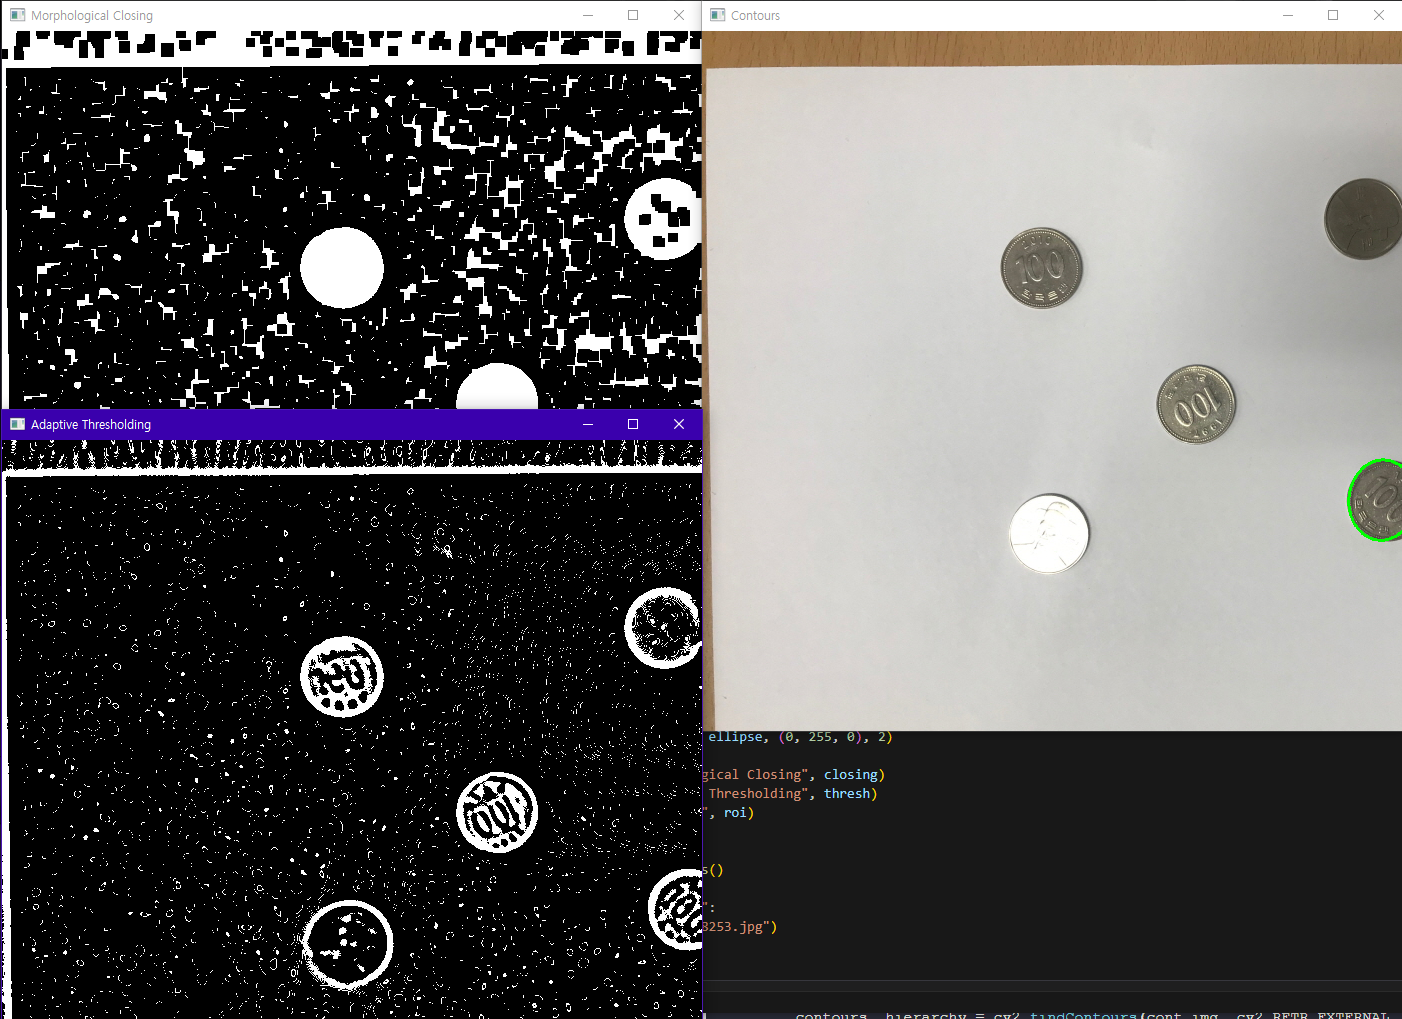 Morphological Closing
Contours
100
100
Adaptive Thresholding
100
ellipse, (0, 255, 0), 2)
gical Closing", closing)
Thresholding", thresh)
", roi)
s()
":
3253.jpg")
contours, hierarchy = cv2.findContours(cont_img, cv2.RETR_EXTERNAL,